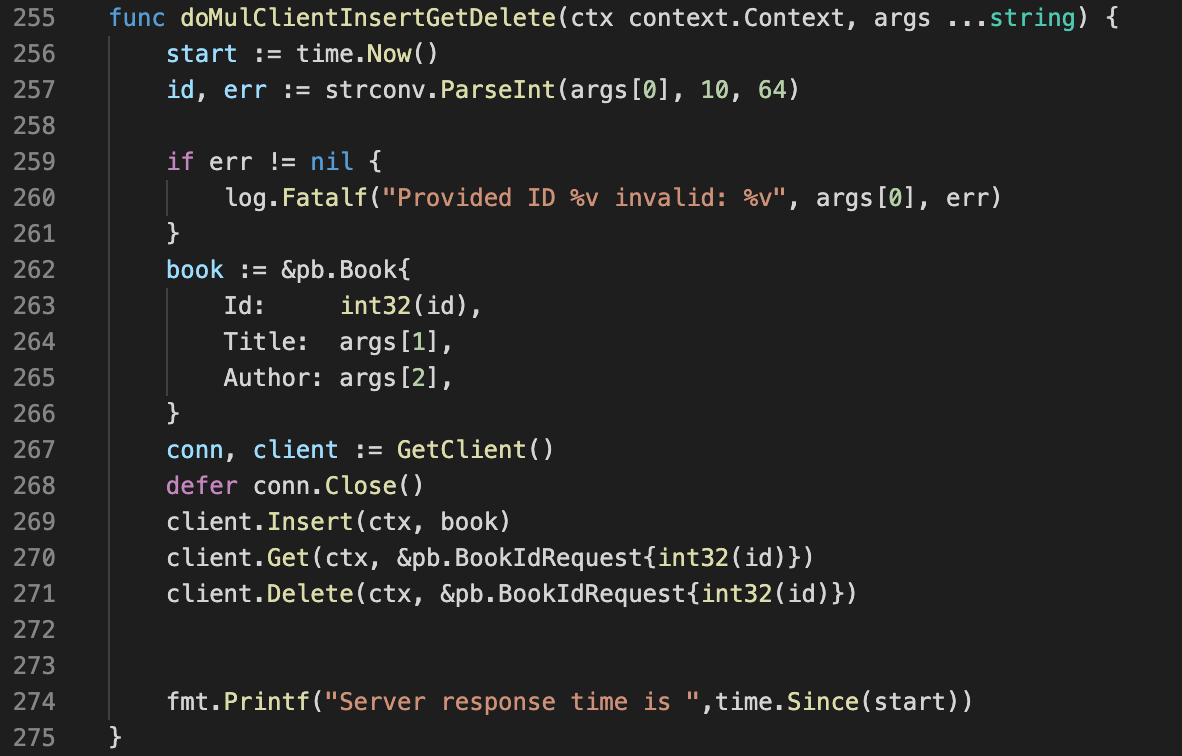 255 func doMulClientInsertGetDelete(ctx context.Context, args ...string) {
256     start := time.Now()
257     id, err := strconv.ParseInt(args[0], 10, 64)
258
259     if err != nil {
260         log.Fatalf("Provided ID %v invalid: %v", args[0], err)
261     }
262     book := &pb.Book{
263         Id:     int32(id),
264         Title:  args[1],
265         Author: args[2],
266     }
267     conn, client := GetClient()
268     defer conn.Close()
269     client.Insert(ctx, book)
270     client.Get(ctx, &pb.BookIdRequest{int32(id)})
271     client.Delete(ctx, &pb.BookIdRequest{int32(id)})
272
273
274     fmt.Printf("Server response time is ",time.Since(start))
275 }